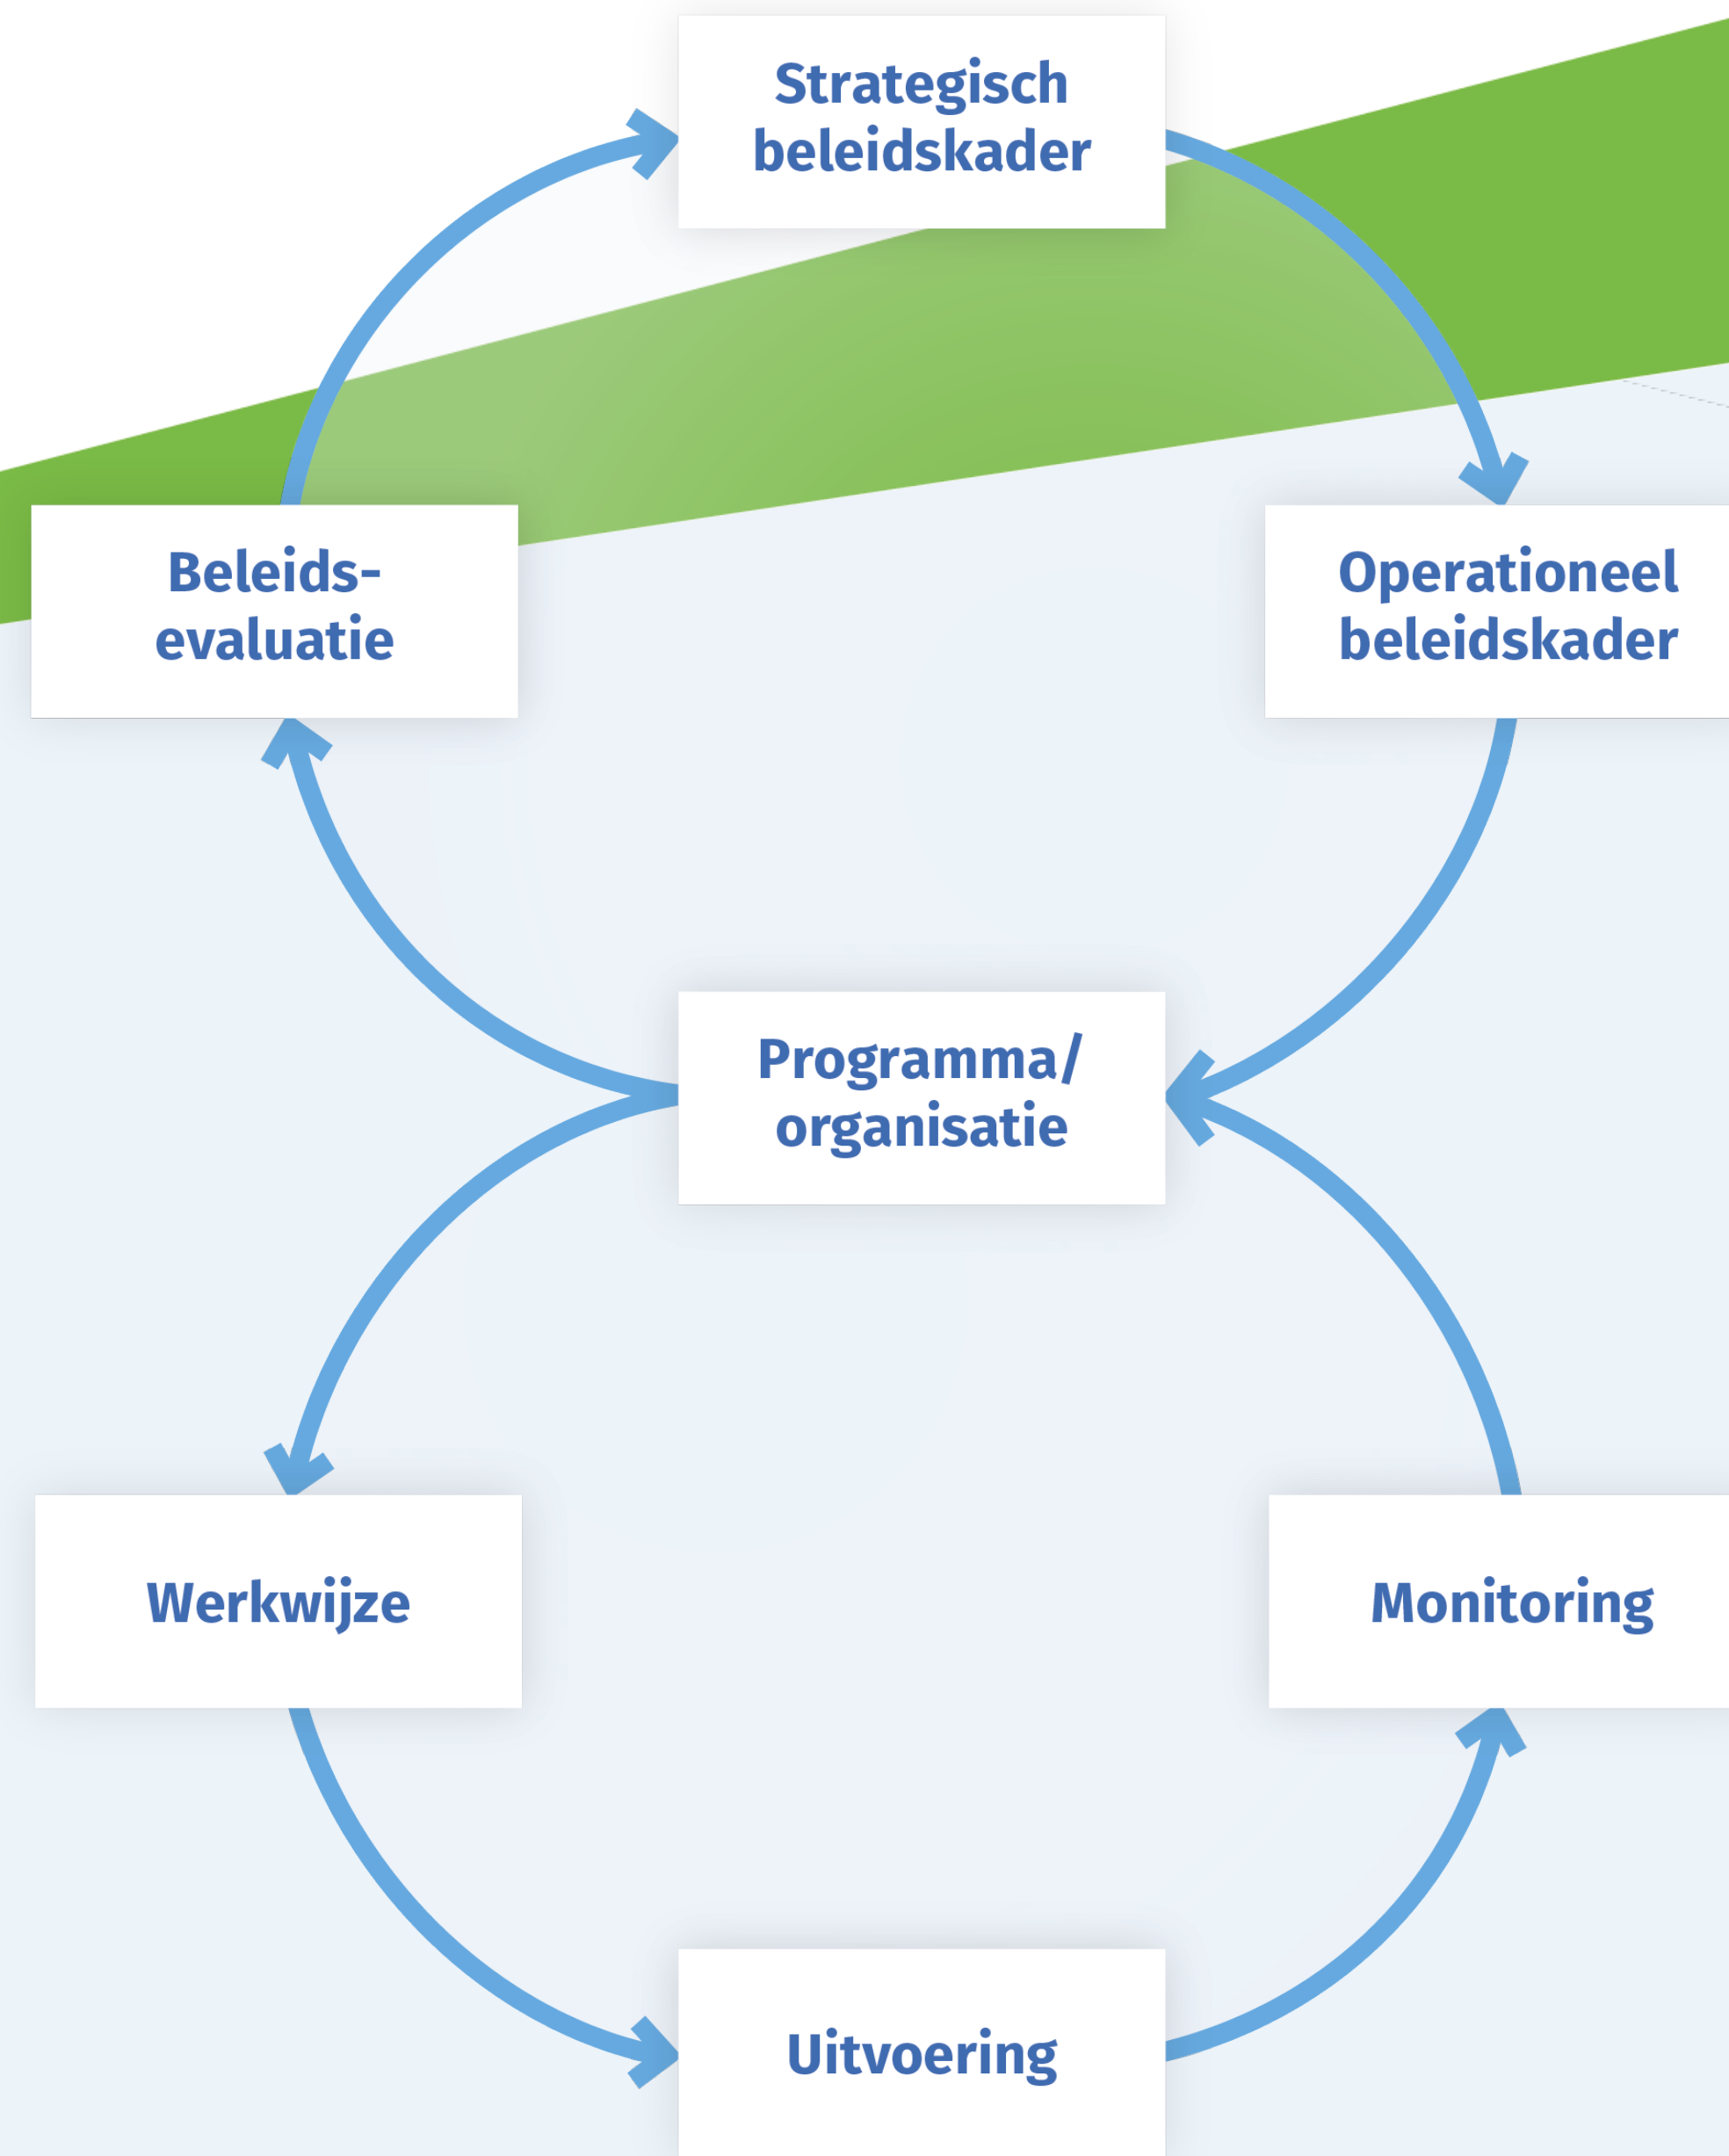 Strategisch
beleidskader
Beleids-
evaluatie
Operationeel
beleidskader
Programma/
organisatie
Werkwijze
Monitoring
Uitvoering